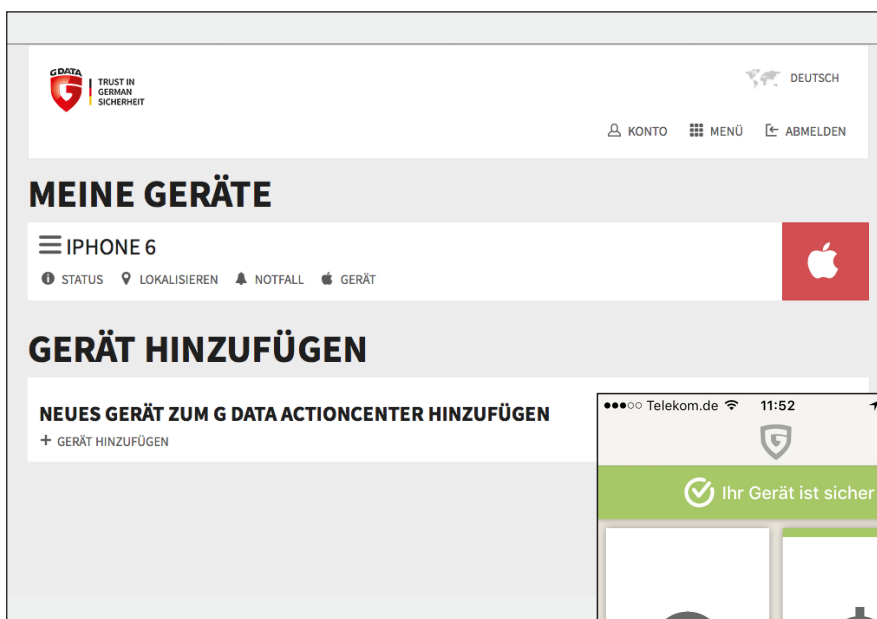 GDATA
TRUST IN
GERMAN
SICHERHEIT
DEUTSCH
KONTO MENÜ ABMELDEN
MEINE GERÄTE
IPHONE 6
STATUS LOKALISIEREN NOTFALL GERÄT
GERÄT HINZUFÜGEN
NEUES GERÄT ZUM G DATA ACTIONCENTER HINZUFÜGEN
+ GERÄT HINZUFÜGEN
Telekom.de 11:52
Ihr Gerät ist sicher